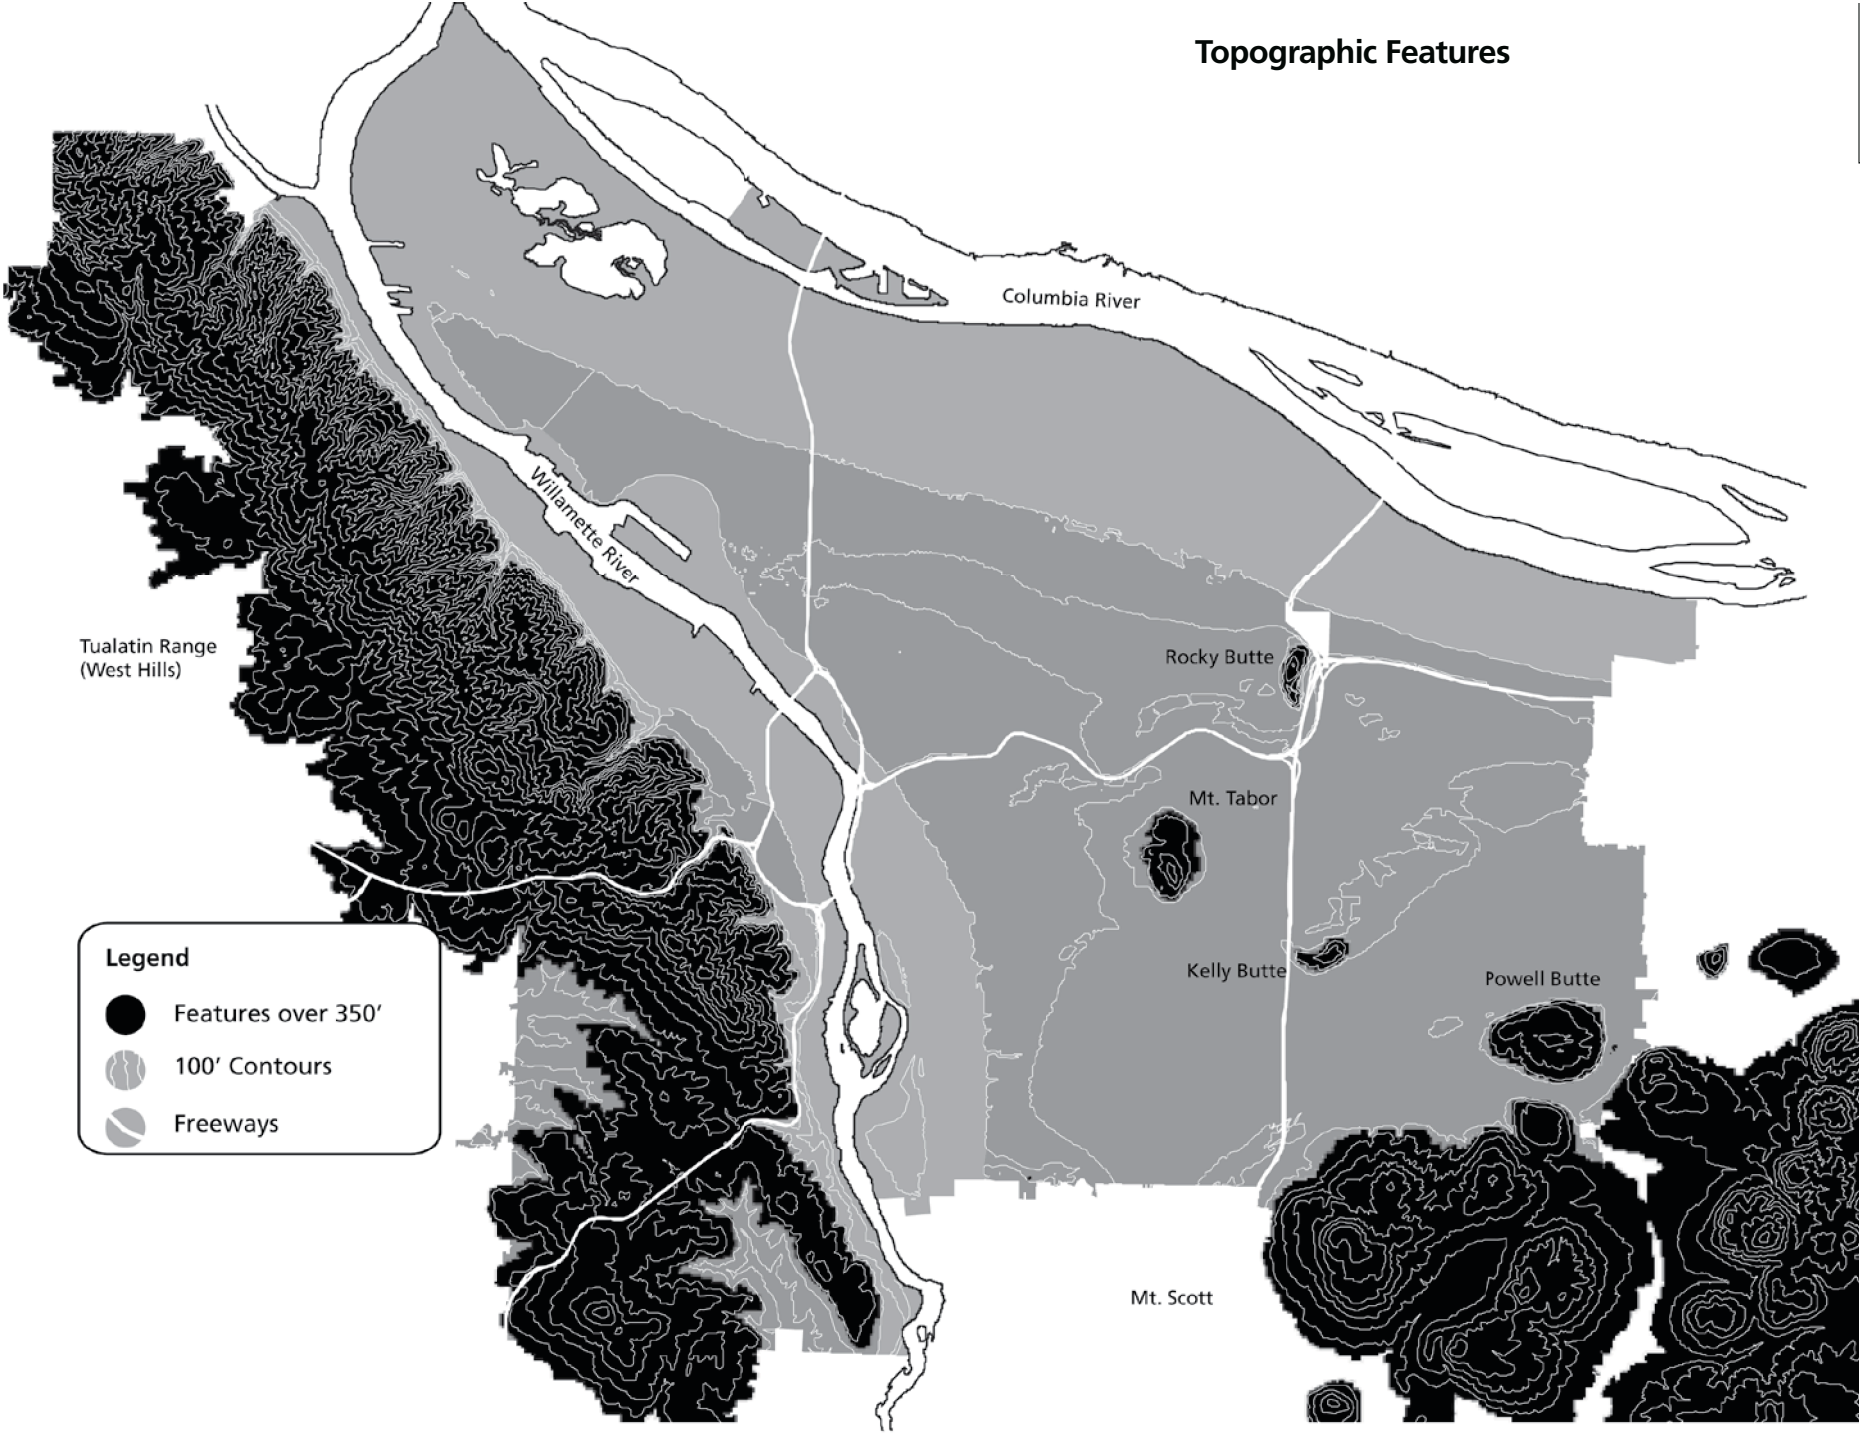 Topographic Features
Columbia River
Willamette River
Tualatin Range
(West Hills)
Rocky Butte
Mt. Tabor
Kelly Butte
Powell Butte
Legend
Features over 350’
100’ Contours
Freeways
Mt. Scott